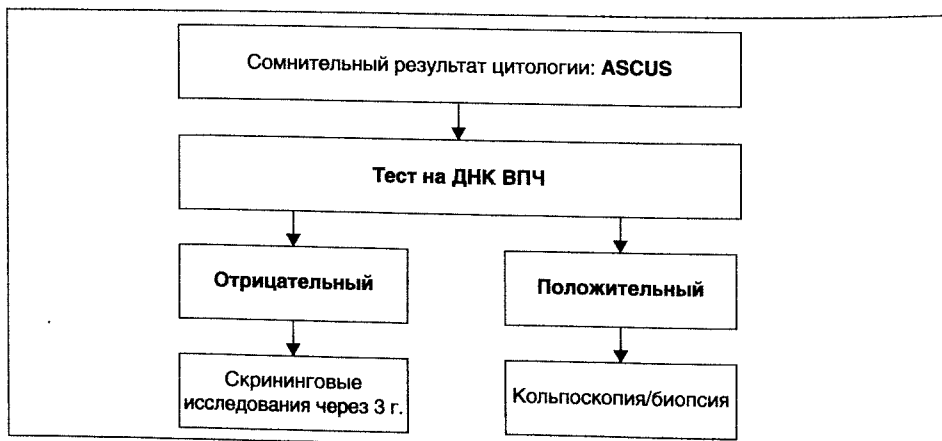 Сомнительный результат цитологии: ASCUS
Тест на ДНК ВПЧ
Отрицательный
Положительный
Скрининговые
исследования через 3 г.
Кольпоскопия/биопсия